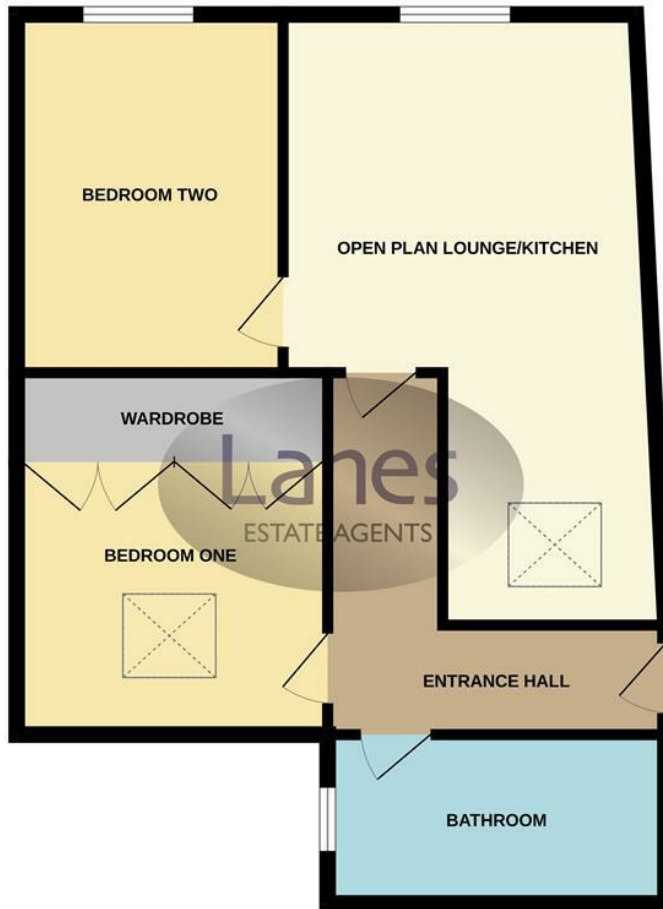 BEDROOM TWO
OPEN PLAN LOUNGE/KITCHEN
WARDROBE
Lanes
ESTATE AGENTS
BEDROOM ONE
ENTRANCE HALL
BATHROOM